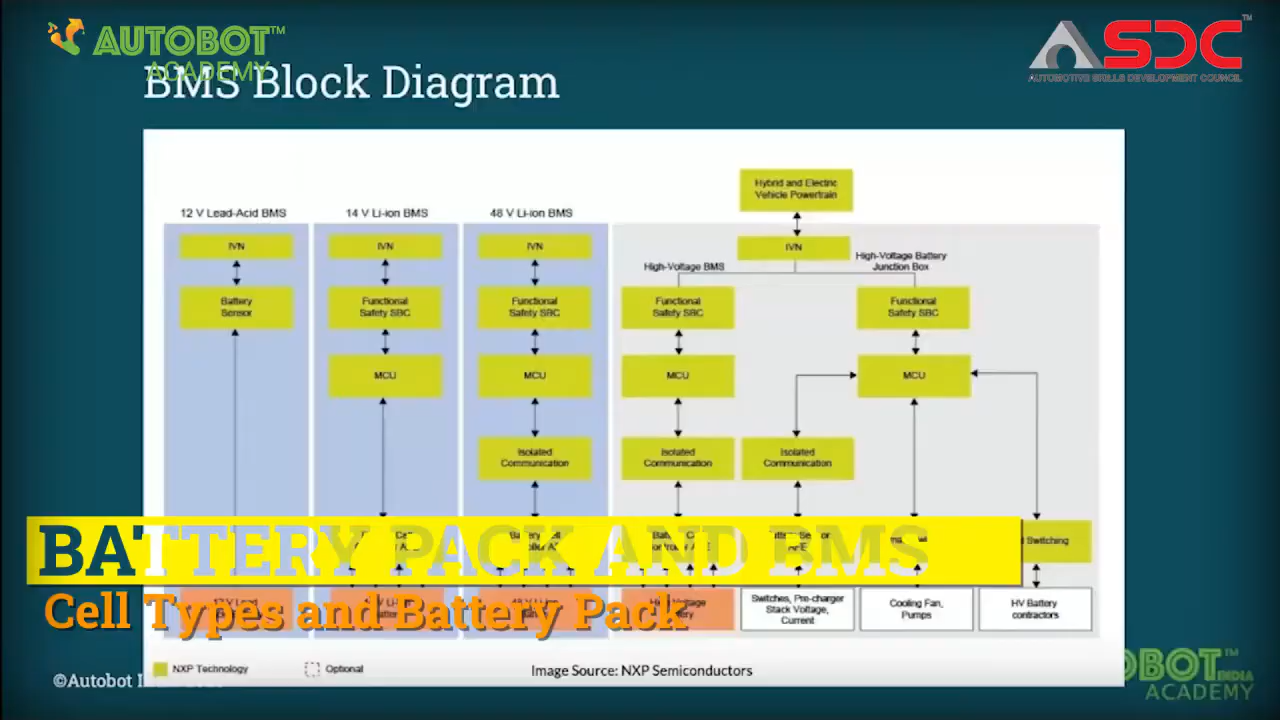 AUTOBOT™
ACADEMY
ASDC™
AUTOMOTIVE SKILLS DEVELOPMENT COUNCIL
BMS Block Diagram
Hybrid and Electric
Vehicle Powertrain
12 V Lead-Acid BMS
14 V Li-ion BMS
48 V Li-ion BMS
IVN
IVN
IVN
IVN
High-Voltage BMS
High-Voltage Battery
Junction Box
Battery
Sensor
Functional
Safety SBC
Functional
Safety SBC
Functional
Safety SBC
Functional
Safety SBC
MCU
MCU
MCU
MCU
Isolated
Communication
Isolated
Communication
Isolated
Communication
BATTERY PACK AND BMS
Switching
Cell Types and Battery Pack
Switches, Pre-charger
Stack Voltage,
Current
Cooling Fan,
Pumps
HV Battery
contractors
NXP Technology
Optional
Image Source: NXP Semiconductors
©Autobot
OBOT™
INDIA
ACADEMY